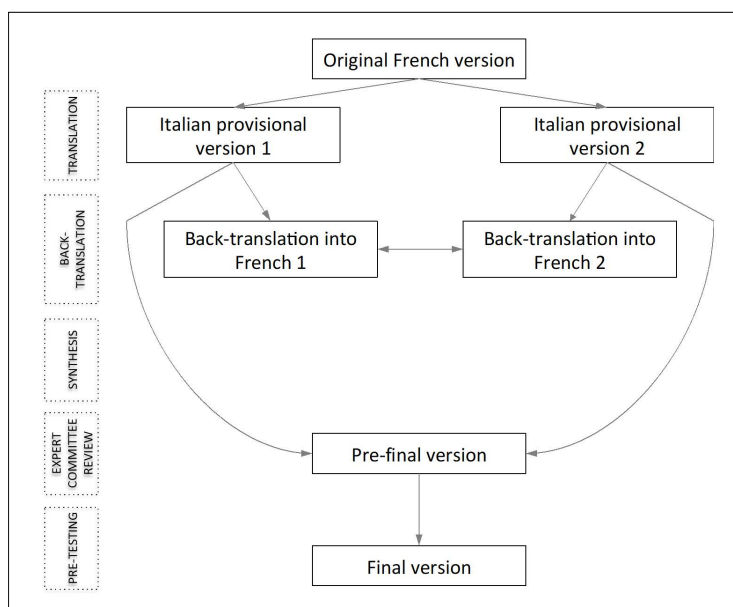 Original French version
TRANSLATION
Italian provisional
version 1
Italian provisional
version 2
BACK-
TRANSLATION
Back-translation into
French 1
Back-translation into
French 2
SYNTHESIS
EXPERT
COMMITTEE
REVIEW
Pre-final version
PRE-TESTING
Final version